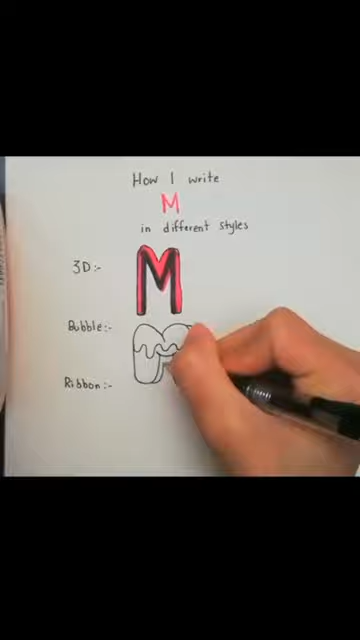 How I write
M
in different styles
3D:-
M
Bubble:-
Ribbon:-